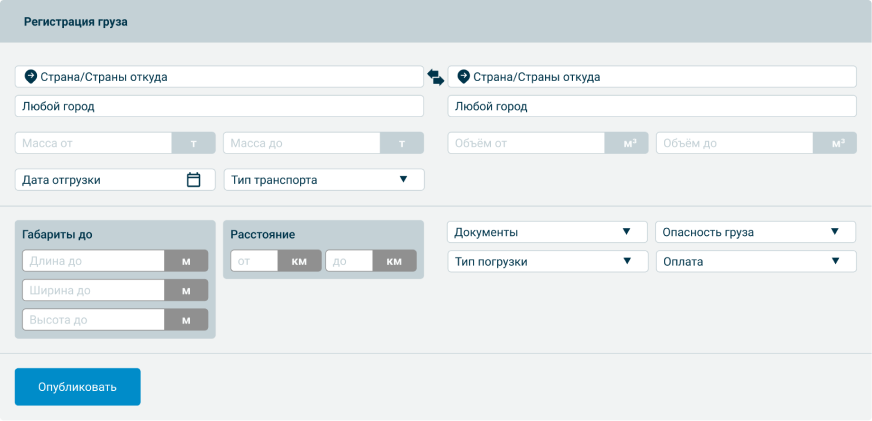 Регистрация груза
Страна/Страны откуда
Страна/Страны откуда
Любой город
Любой город
Масса от т
Масса до т
Объём от м³
Объём до м³
Дата отгрузки
Тип транспорта
Габариты до
Длина до м
Ширина до м
Высота до м
Расстояние
от км
до км
Документы
Опасность груза
Тип погрузки
Оплата
Опубликовать